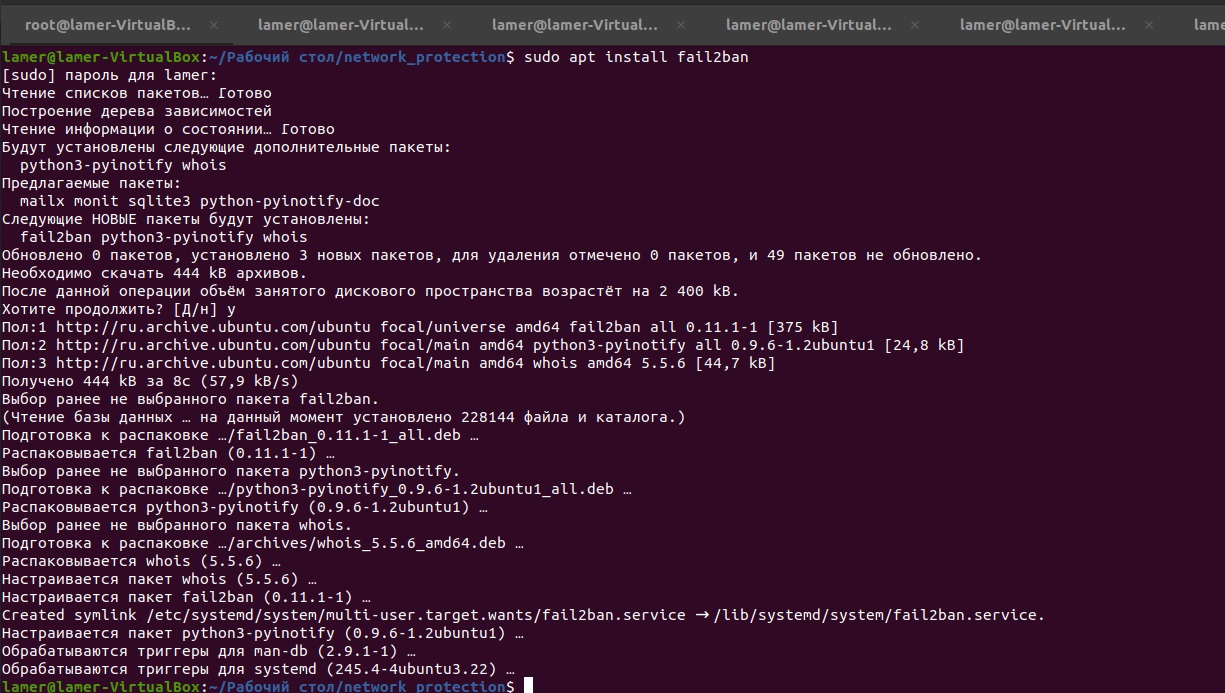 root@lamer-VirtualB... × lamer@lamer-Virtual... × lamer@lamer-Virtual... × lamer@lamer-Virtual... × lamer@lamer-Virtual... × lame
lamer@lamer-VirtualBox:~/Рабочий стол/network_protection$ sudo apt install fail2ban
[sudo] пароль для lamer:
Чтение списков пакетов… Готово
Построение дерева зависимостей
Чтение информации о состоянии… Готово
Будут установлены следующие дополнительные пакеты:
  python3-pyinotify whois
Предлагаемые пакеты:
  mailx monit sqlite3 python-pyinotify-doc
Следующие НОВЫЕ пакеты будут установлены:
  fail2ban python3-pyinotify whois
Обновлено 0 пакетов, установлено 3 новых пакетов, для удаления отмечено 0 пакетов, и 49 пакетов не обновлено.
Необходимо скачать 444 kB архивов.
После данной операции объём занятого дискового пространства возрастёт на 2 400 kB.
Хотите продолжить? [Д/н] y
Пол:1 http://ru.archive.ubuntu.com/ubuntu focal/universe amd64 fail2ban all 0.11.1-1 [375 kB]
Пол:2 http://ru.archive.ubuntu.com/ubuntu focal/main amd64 python3-pyinotify all 0.9.6-1.2ubuntu1 [24,8 kB]
Пол:3 http://ru.archive.ubuntu.com/ubuntu focal/main amd64 whois amd64 5.5.6 [44,7 kB]
Получено 444 kB за 8с (57,9 kB/s)
Выбор ранее не выбранного пакета fail2ban.
(Чтение базы данных … на данный момент установлено 228144 файла и каталога.)
Подготовка к распаковке …/fail2ban_0.11.1-1_all.deb …
Распаковывается fail2ban (0.11.1-1) …
Выбор ранее не выбранного пакета python3-pyinotify.
Подготовка к распаковке …/python3-pyinotify_0.9.6-1.2ubuntu1_all.deb …
Распаковывается python3-pyinotify (0.9.6-1.2ubuntu1) …
Выбор ранее не выбранного пакета whois.
Подготовка к распаковке …/archives/whois_5.5.6_amd64.deb …
Распаковывается whois (5.5.6) …
Настраивается пакет whois (5.5.6) …
Настраивается пакет fail2ban (0.11.1-1) …
Created symlink /etc/systemd/system/multi-user.target.wants/fail2ban.service → /lib/systemd/system/fail2ban.service.
Настраивается пакет python3-pyinotify (0.9.6-1.2ubuntu1) …
Обрабатываются триггеры для man-db (2.9.1-1) …
Обрабатываются триггеры для systemd (245.4-4ubuntu3.22) …
lamer@lamer-VirtualBox:~/Рабочий стол/network_protection$